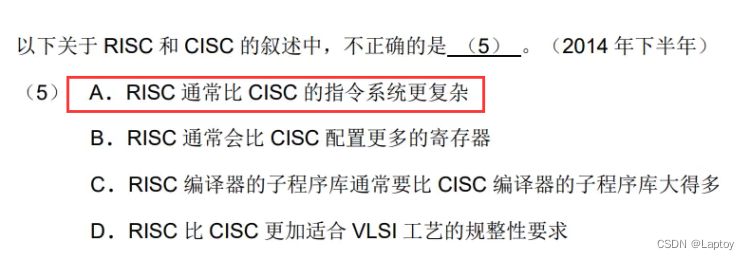 以下关于 RISC 和 CISC 的叙述中，不正确的是 （5） 。（2014 年下半年）
（5） A．RISC 通常比 CISC 的指令系统更复杂
B．RISC 通常会比 CISC 配置更多的寄存器
C．RISC 编译器的子程序库通常要比 CISC 编译器的子程序库大得多
D．RISC 比 CISC 更加适合 VLSI 工艺的规整性要求
CSDN @Laptoy